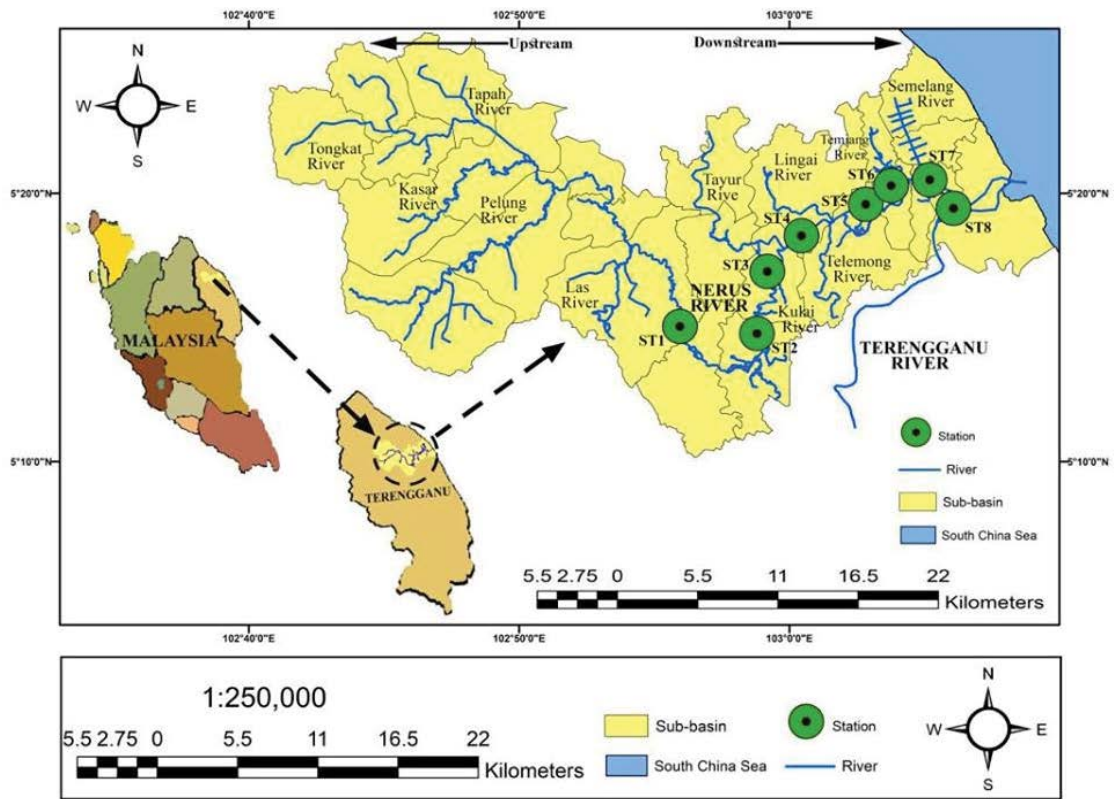 102°40'0"E
102°50'0"E
103°0'0"E
Upstream
Downstream
N
W
E
S
Tapah
River
Tongkat
River
Kasar
River
Pelung
River
Las
River
Tayur
Rive
Lingai
River
Temjang
River
Semelang
River
Telemong
River
Kukai
River
NERUS
RIVER
TERENGGANU
RIVER
ST1
ST2
ST3
ST4
ST5
ST6
ST7
ST8
5°20'0"N
5°20'0"N
5°10'0"N
5°10'0"N
MALAYSIA
TERENGGANU
Station
River
Sub-basin
South China Sea
5.5 2.75 0 5.5 11 16.5 22
Kilometers
102°40'0"E
102°50'0"E
103°0'0"E
1:250,000
5.5 2.75 0 5.5 11 16.5 22
Kilometers
Sub-basin
Station
South China Sea
River
N
W
E
S